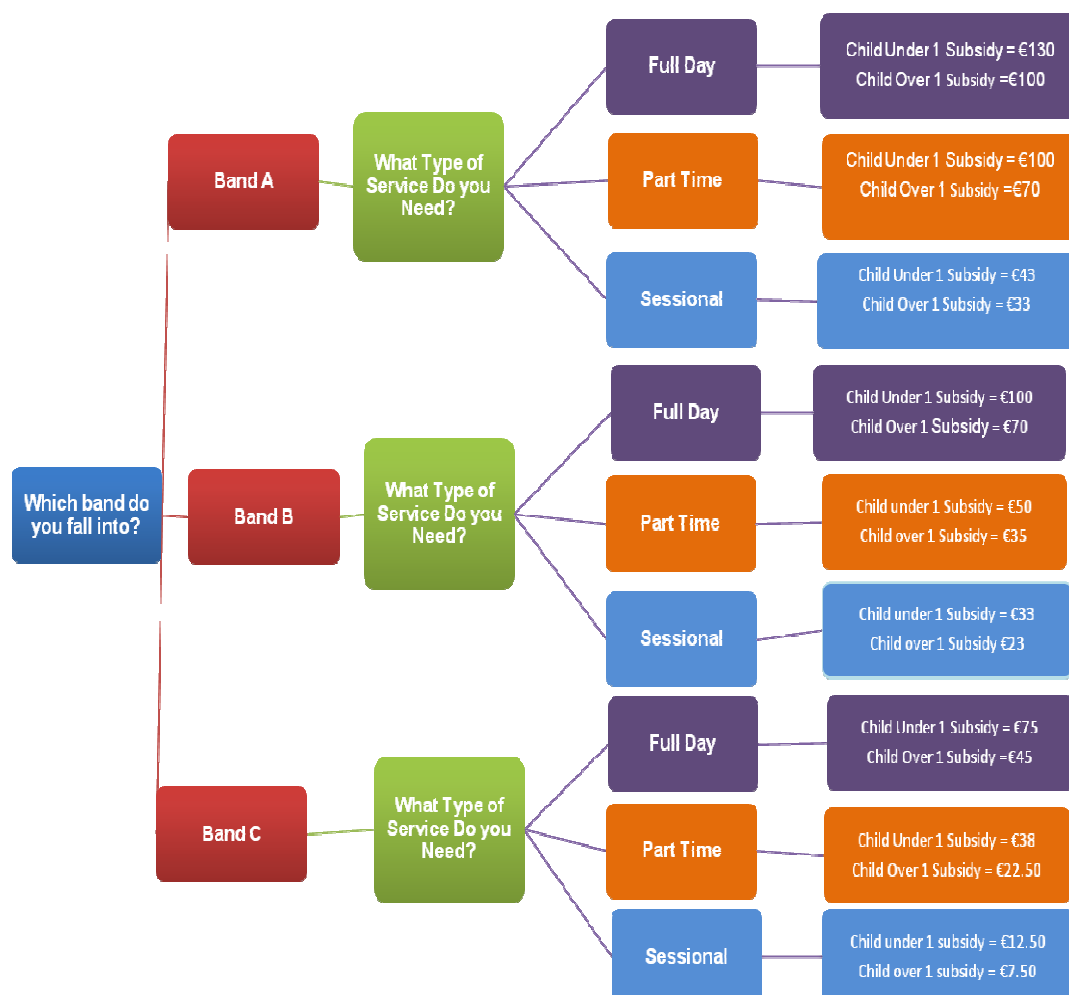 Which band do
you fall into?
Band A
What Type of
Service Do you
Need?
Full Day
Child Under 1 Subsidy = €130
Child Over 1 Subsidy =€100
Part Time
Child Under 1 Subsidy = €100
Child Over 1 Subsidy =€70
Sessional
Child Under 1 Subsidy = €43
Child Over 1 Subsidy = €33
Band B
What Type of
Service Do you
Need?
Full Day
Child Under 1 Subsidy = €100
Child Over 1 Subsidy = €70
Part Time
Child under 1 Subsidy = €50
Child over 1 Subsidy = €35
Sessional
Child under 1 Subsidy = €33
Child over 1 Subsidy €23
Band C
What Type of
Service Do you
Need?
Full Day
Child Under 1 Subsidy = €75
Child Over 1 Subsidy =€45
Part Time
Child Under 1 Subsidy = €38
Child Over 1 Subsidy = €22.50
Sessional
Child under 1 subsidy = €12.50
Child over 1 subsidy = €7.50